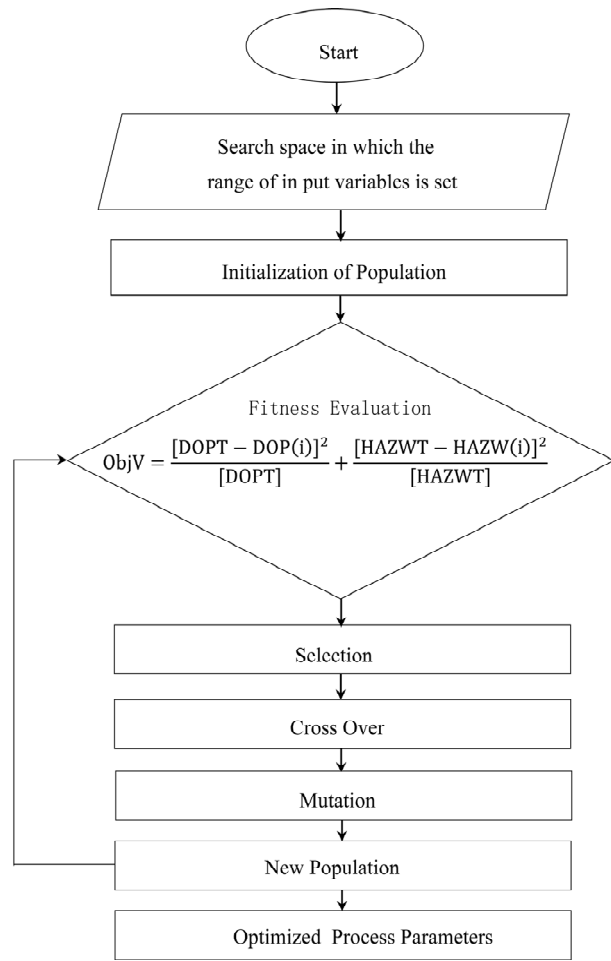 Start
Search space in which the
range of in put variables is set
Initialization of Population
Fitness Evaluation
ObjV = [DOPT − DOP(i)]² / [DOPT] + [HAZWT − HAZW(i)]² / [HAZWT]
Selection
Cross Over
Mutation
New Population
Optimized Process Parameters